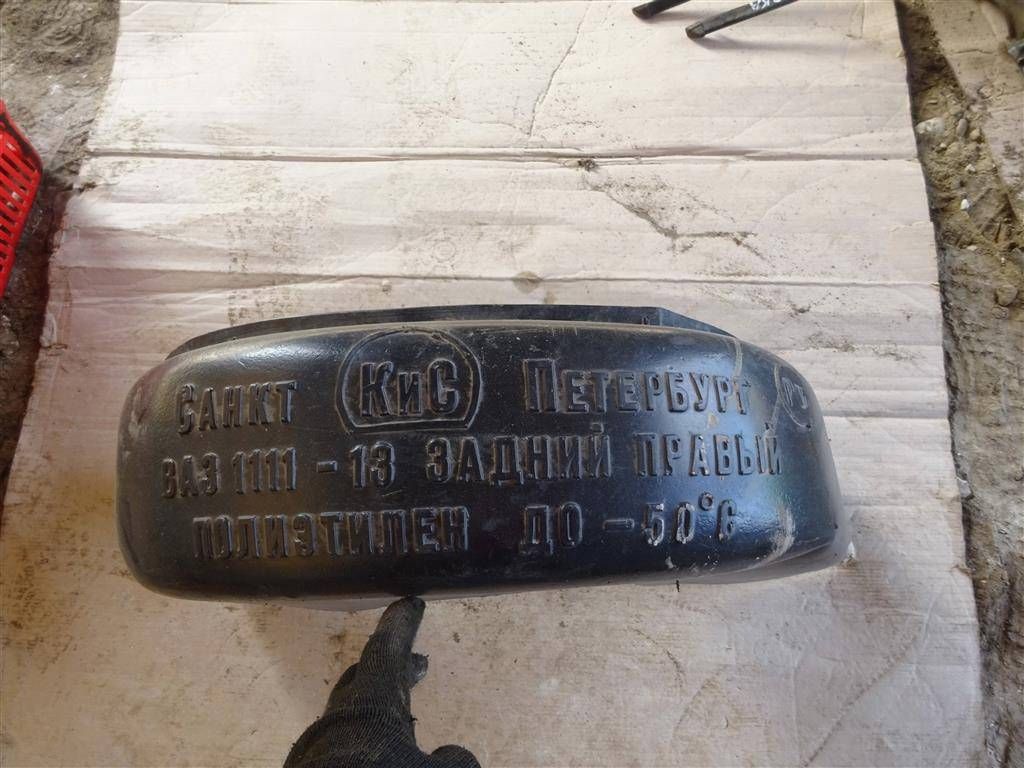 Санкт КиС Петербург
ВАЗ 1111 - 13 ЗАДНИЙ ПРАВЫЙ
ПОЛИЭТИЛЕН ДО -50°С